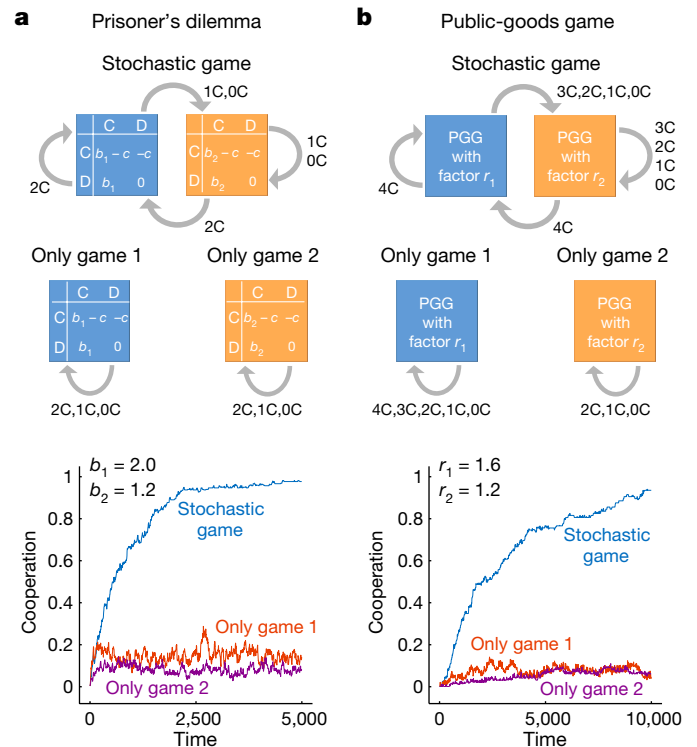 a Prisoner's dilemma
Stochastic game
1C,0C
C D
C b1 – c –c
D b1 0
C D
C b2 – c –c
D b2 0
2C
1C
0C
2C
Only game 1
Only game 2
C D
C b1 – c –c
D b1 0
C D
C b2 – c –c
D b2 0
2C,1C,0C
2C,1C,0C
b1 = 2.0
b2 = 1.2
Stochastic
game
Only game 1
Only game 2
Cooperation
1
0.8
0.6
0.4
0.2
0
0 2,500 5,000
Time
b Public-goods game
Stochastic game
3C,2C,1C,0C
PGG
with
factor r1
PGG
with
factor r2
4C
3C
2C
1C
0C
4C
Only game 1
Only game 2
PGG
with
factor r1
PGG
with
factor r2
4C,3C,2C,1C,0C
2C,1C,0C
r1 = 1.6
r2 = 1.2
Stochastic
game
Only game 1
Only game 2
Cooperation
1
0.8
0.6
0.4
0.2
0
0 5,000 10,000
Time